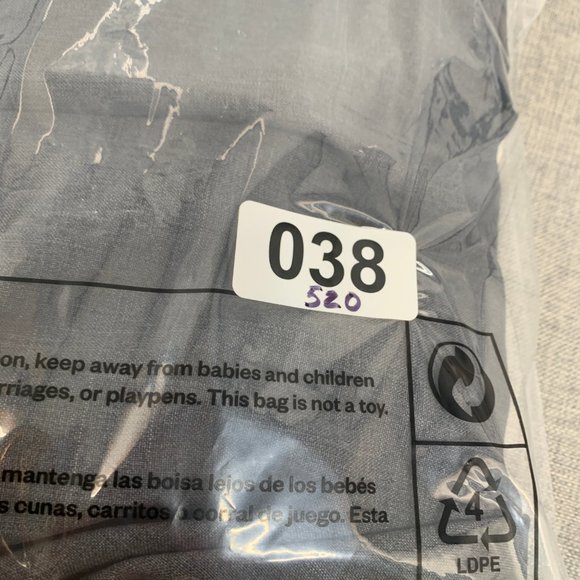 038
520
on, keep away from babies and children
rriages, or playpens. This bag is not a toy.
mantenga las boisa lejos de los bebés
s cunas, carritos o corral de juego. Esta
4
LDPE